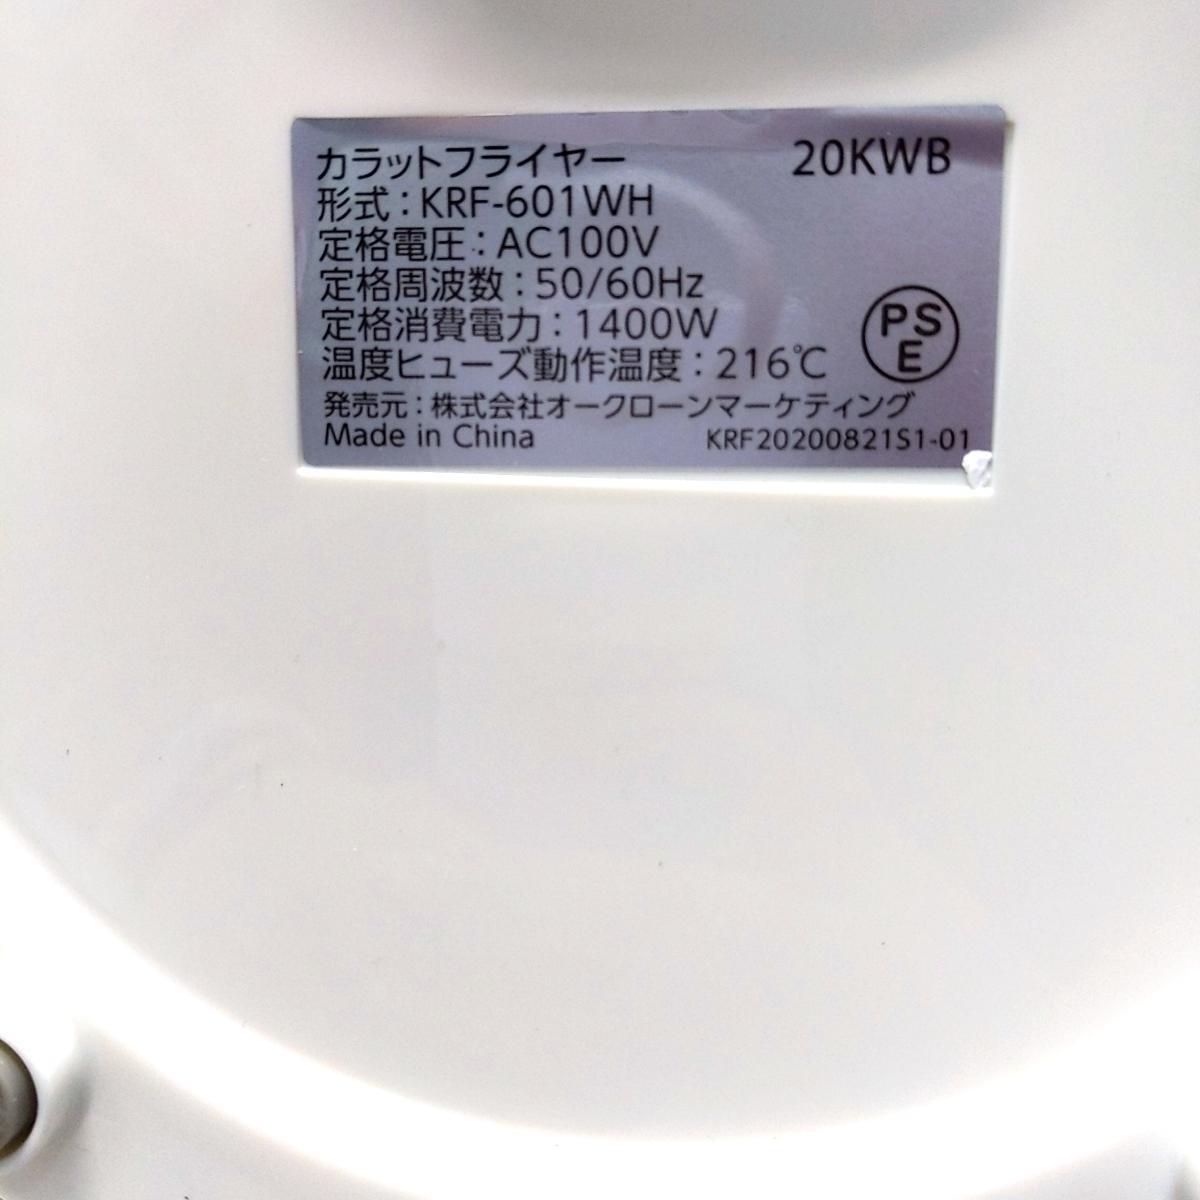 カラットフライヤー 20KWB
形式：KRF-601WH
定格電圧：AC100V
定格周波数：50/60Hz
定格消費電力：1400W
PS
E
温度ヒューズ動作温度：216℃
発売元：株式会社オークローンマーケティング
Made in China KRF20200821S1-01